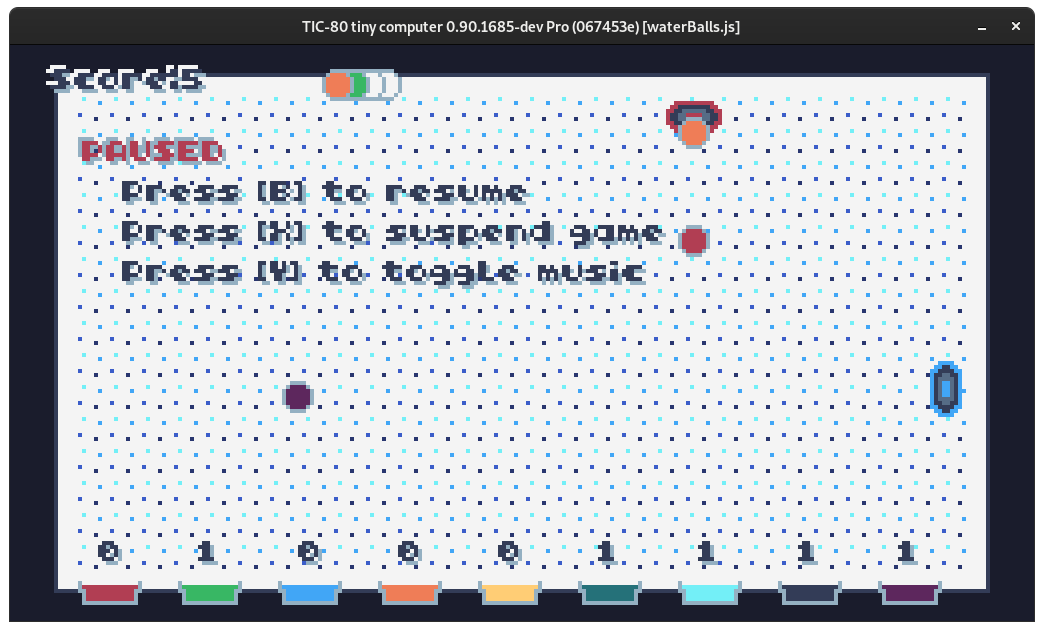 TIC-80 tiny computer 0.90.1685-dev Pro (067453e) [waterBalls.js]
Score:5
PAUSED
Press [B] to resume
Press [X] to suspend game
Press [Y] to toggle music
0 1 0 0 0 1 1 1 1